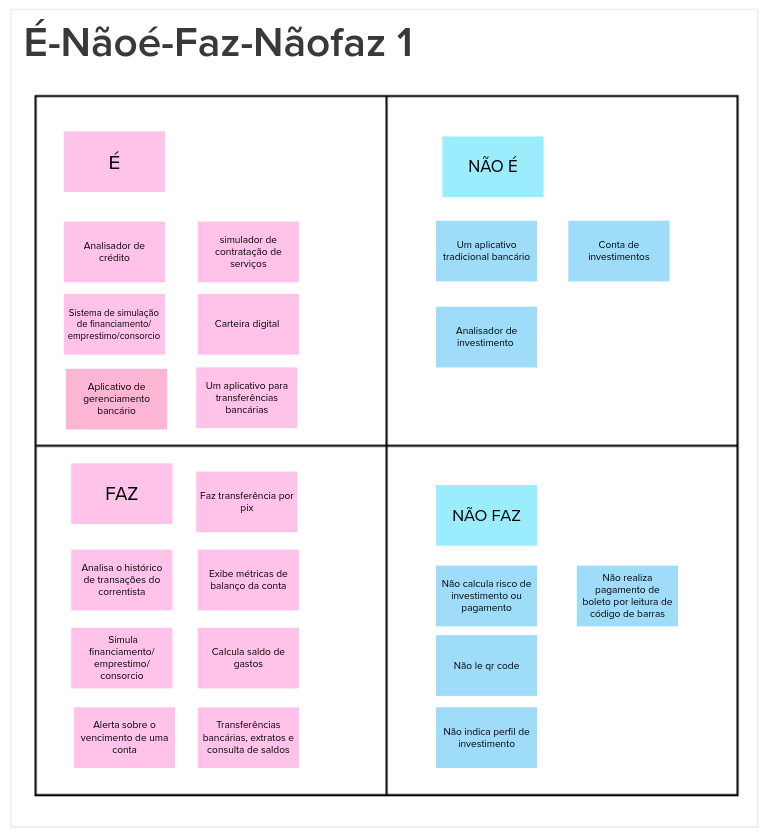 É-Nãoé-Faz-Nãofaz 1
É
Analisador de
crédito
simulador de
contratação de
serviços
Sistema de simulação
de financiamento/
emprestimo/consorcio
Carteira digital
Aplicativo de
gerenciamento
bancário
Um aplicativo para
transferências
bancárias
NÃO É
Um aplicativo
tradicional bancário
Conta de
investimentos
Analisador de
investimento
FAZ
Faz transferência por
pix
Analisa o histórico
de transações do
correntista
Exibe métricas de
balanço da conta
Simula
financiamento/
emprestimo/
consorcio
Calcula saldo de
gastos
Alerta sobre o
vencimento de uma
conta
Transferências
bancárias, extratos e
consulta de saldos
NÃO FAZ
Não calcula risco de
investimento ou
pagamento
Não realiza
pagamento de
boleto por leitura de
código de barras
Não le qr code
Não indica perfil de
investimento